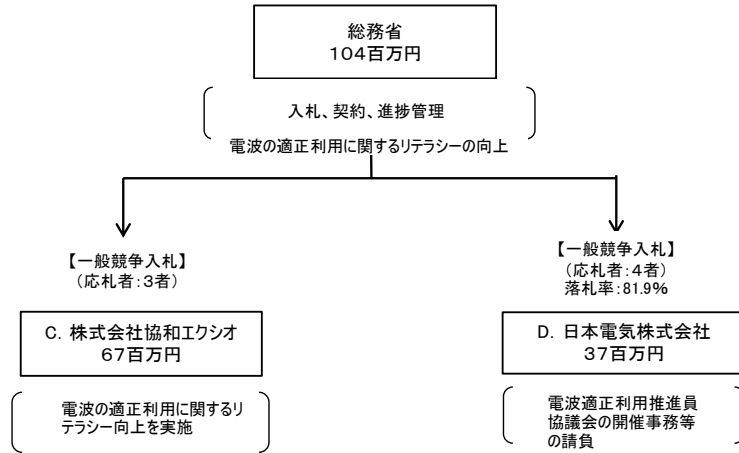 総務省
104百万円
入札、契約、進捗管理
電波の適正利用に関するリテラシーの向上
【一般競争入札】
(応札者:3者)
C. 株式会社協和エクシオ
67百万円
電波の適正利用に関するリ
テラシー向上を実施
【一般競争入札】
(応札者:4者)
落札率:81.9%
D. 日本電気株式会社
37百万円
電波適正利用推進員
協議会の開催事務等
の請負